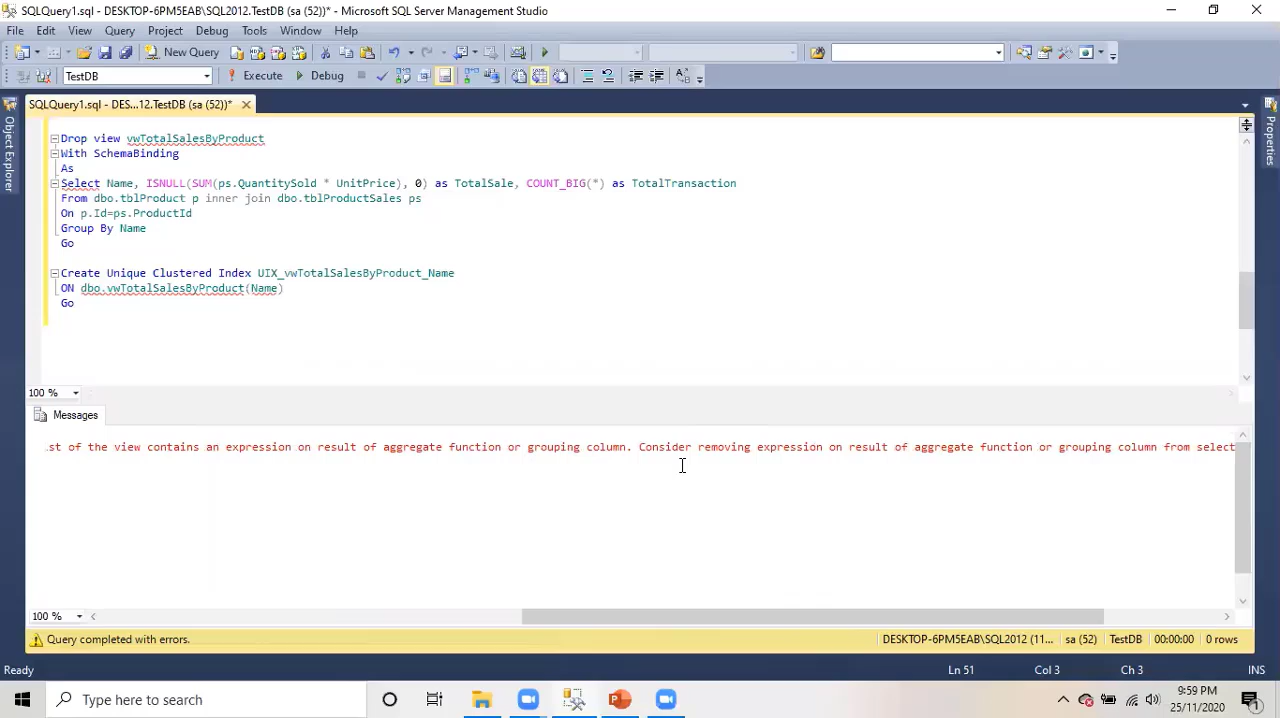 SQLQuery1.sql - DESKTOP-6PM5EAB\SQL2012.TestDB (sa (52))* - Microsoft SQL Server Management Studio
File Edit View Query Project Debug Tools Window Help
New Query
TestDB Execute Debug
SQLQuery1.sql - DES...12.TestDB (sa (52))*
Object Explorer
Properties
Drop view vwTotalSalesByProduct
With SchemaBinding
As
Select Name, ISNULL(SUM(ps.QuantitySold * UnitPrice), 0) as TotalSale, COUNT_BIG(*) as TotalTransaction
From dbo.tblProduct p inner join dbo.tblProductSales ps
On p.Id=ps.ProductId
Group By Name
Go
Create Unique Clustered Index UIX_vwTotalSalesByProduct_Name
ON dbo.vwTotalSalesByProduct(Name)
Go
100 %
Messages
st of the view contains an expression on result of aggregate function or grouping column. Consider removing expression on result of aggregate function or grouping column from select
100 %
Query completed with errors. DESKTOP-6PM5EAB\SQL2012 (11... sa (52) TestDB 00:00:00 0 rows
Ready Ln 51 Col 3 Ch 3 INS
Type here to search
9:59 PM
25/11/2020